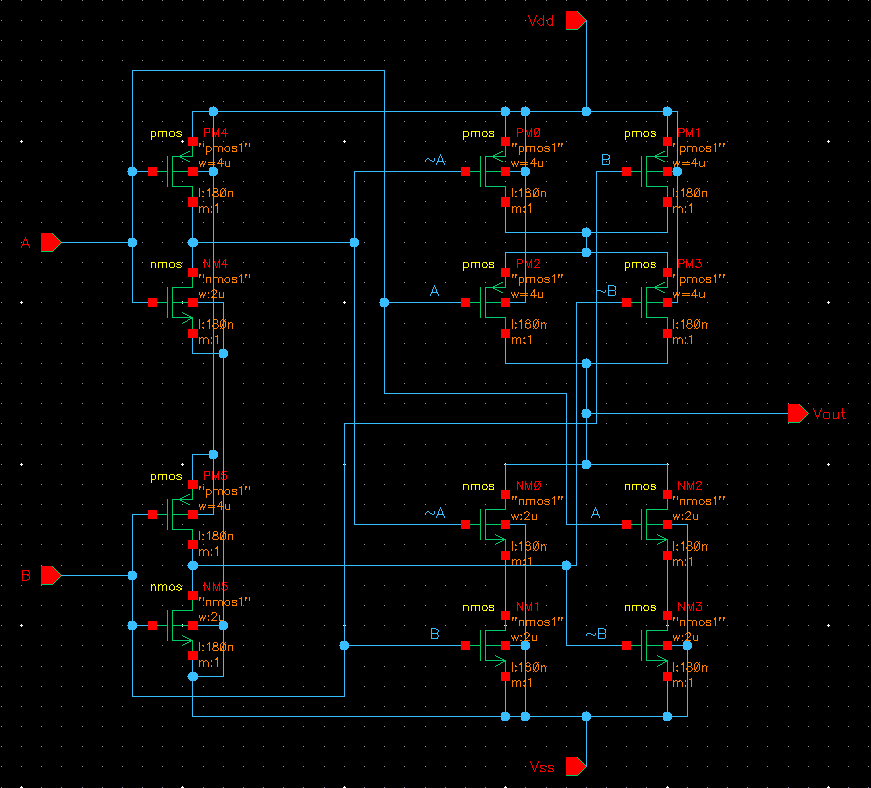 Vdd
pmos PM4
"pmos1"
w=4u
l:180n
m:1
pmos PM0
"pmos1"
w=4u
l:180n
m:1
~A
pmos PM1
"pmos1"
w=4u
l:180n
m:1
B
A
nmos NM4
"nmos1"
w:2u
l:180n
m:1
pmos PM2
"pmos1"
w=4u
l:180n
m:1
A
pmos PM3
"pmos1"
w=4u
l:180n
m:1
~B
Vout
pmos PM5
"pmos1"
w=4u
l:180n
m:1
nmos NM0
"nmos1"
w:2u
l:180n
m:1
~A
nmos NM2
"nmos1"
w:2u
l:180n
m:1
A
B
nmos NM5
"nmos1"
w:2u
l:180n
m:1
nmos NM1
"nmos1"
w:2u
l:180n
m:1
B
nmos NM3
"nmos1"
w:2u
l:180n
m:1
~B
Vss